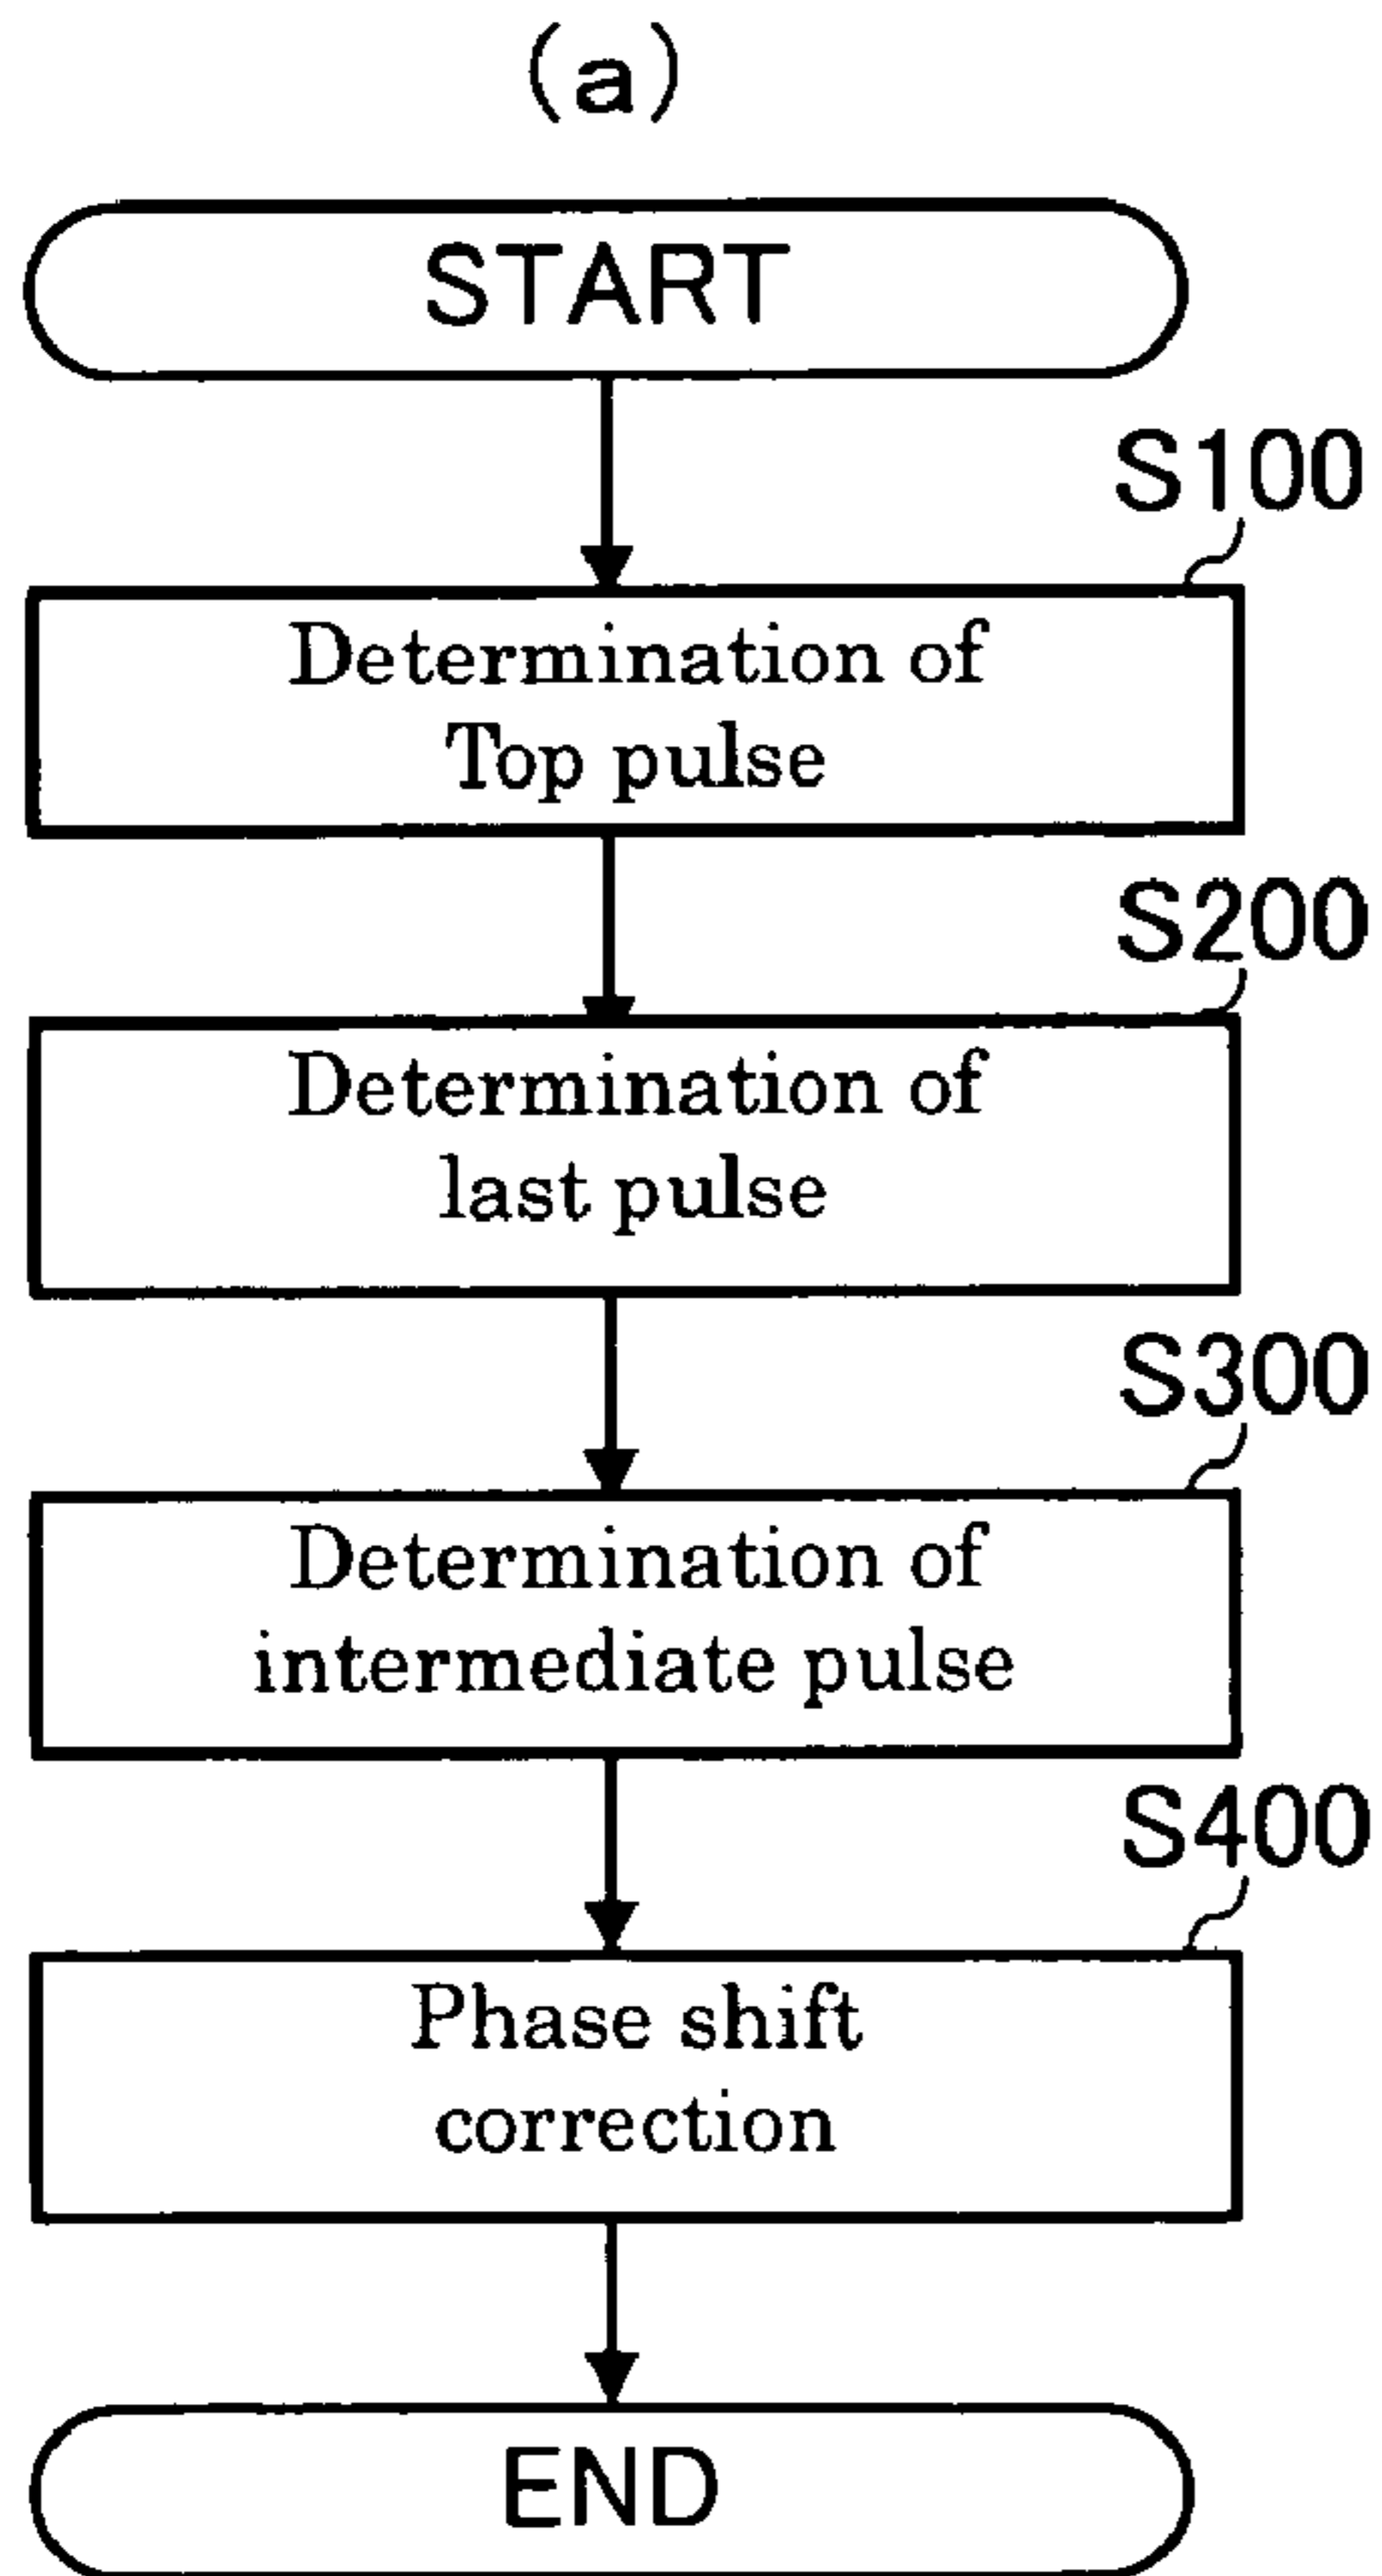 (a)
START
S100
Determination of
Top pulse
S200
Determination of
last pulse
S300
Determination of
intermediate pulse
S400
Phase shift
correction
END